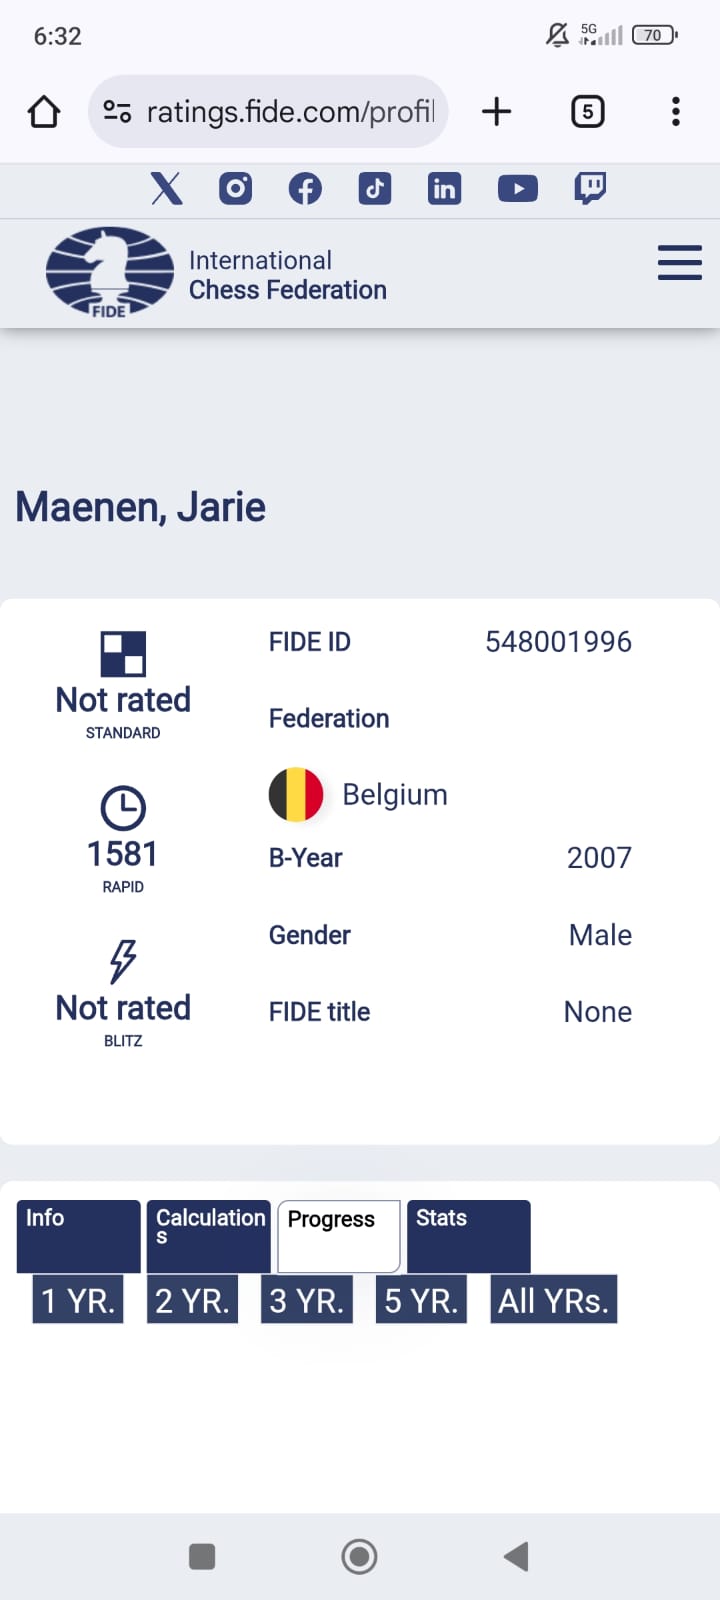 6:32
5G
70
ratings.fide.com/profil
5
International
Chess Federation
FIDE
Maenen, Jarie
Not rated
STANDARD
1581
RAPID
Not rated
BLITZ
FIDE ID 548001996
Federation
Belgium
B-Year 2007
Gender Male
FIDE title None
Info
Calculation
s
Progress
Stats
1 YR. 2 YR. 3 YR. 5 YR. All YRs.